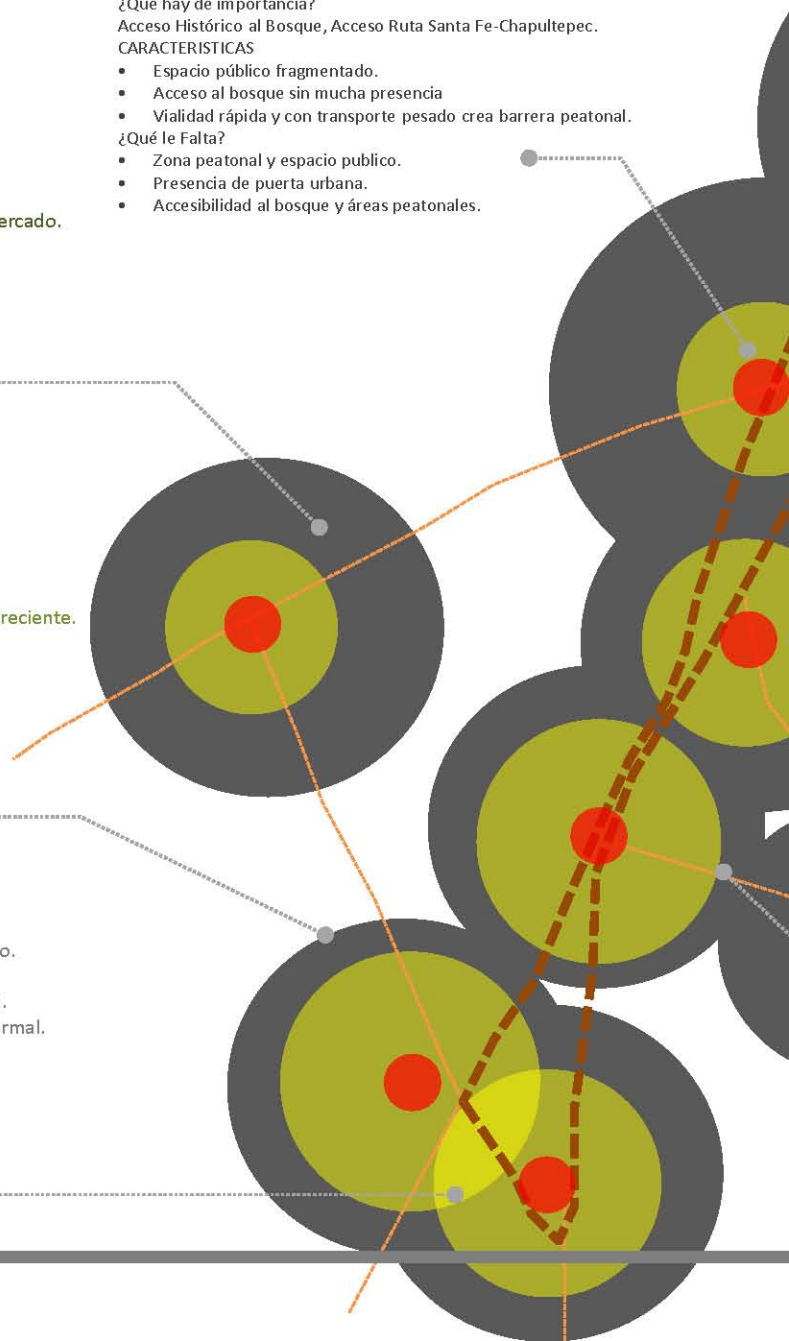 ¿Qué hay de importancia?
Acceso Histórico al Bosque, Acceso Ruta Santa Fe-Chapultepec.
CARACTERISTICAS
• Espacio público fragmentado.
• Acceso al bosque sin mucha presencia
• Vialidad rápida y con transporte pesado crea barrera peatonal.
¿Qué le Falta?
• Zona peatonal y espacio publico.
• Presencia de puerta urbana.
• Accesibilidad al bosque y áreas peatonales.
ercado.
reciente.
o.
.
rmal.